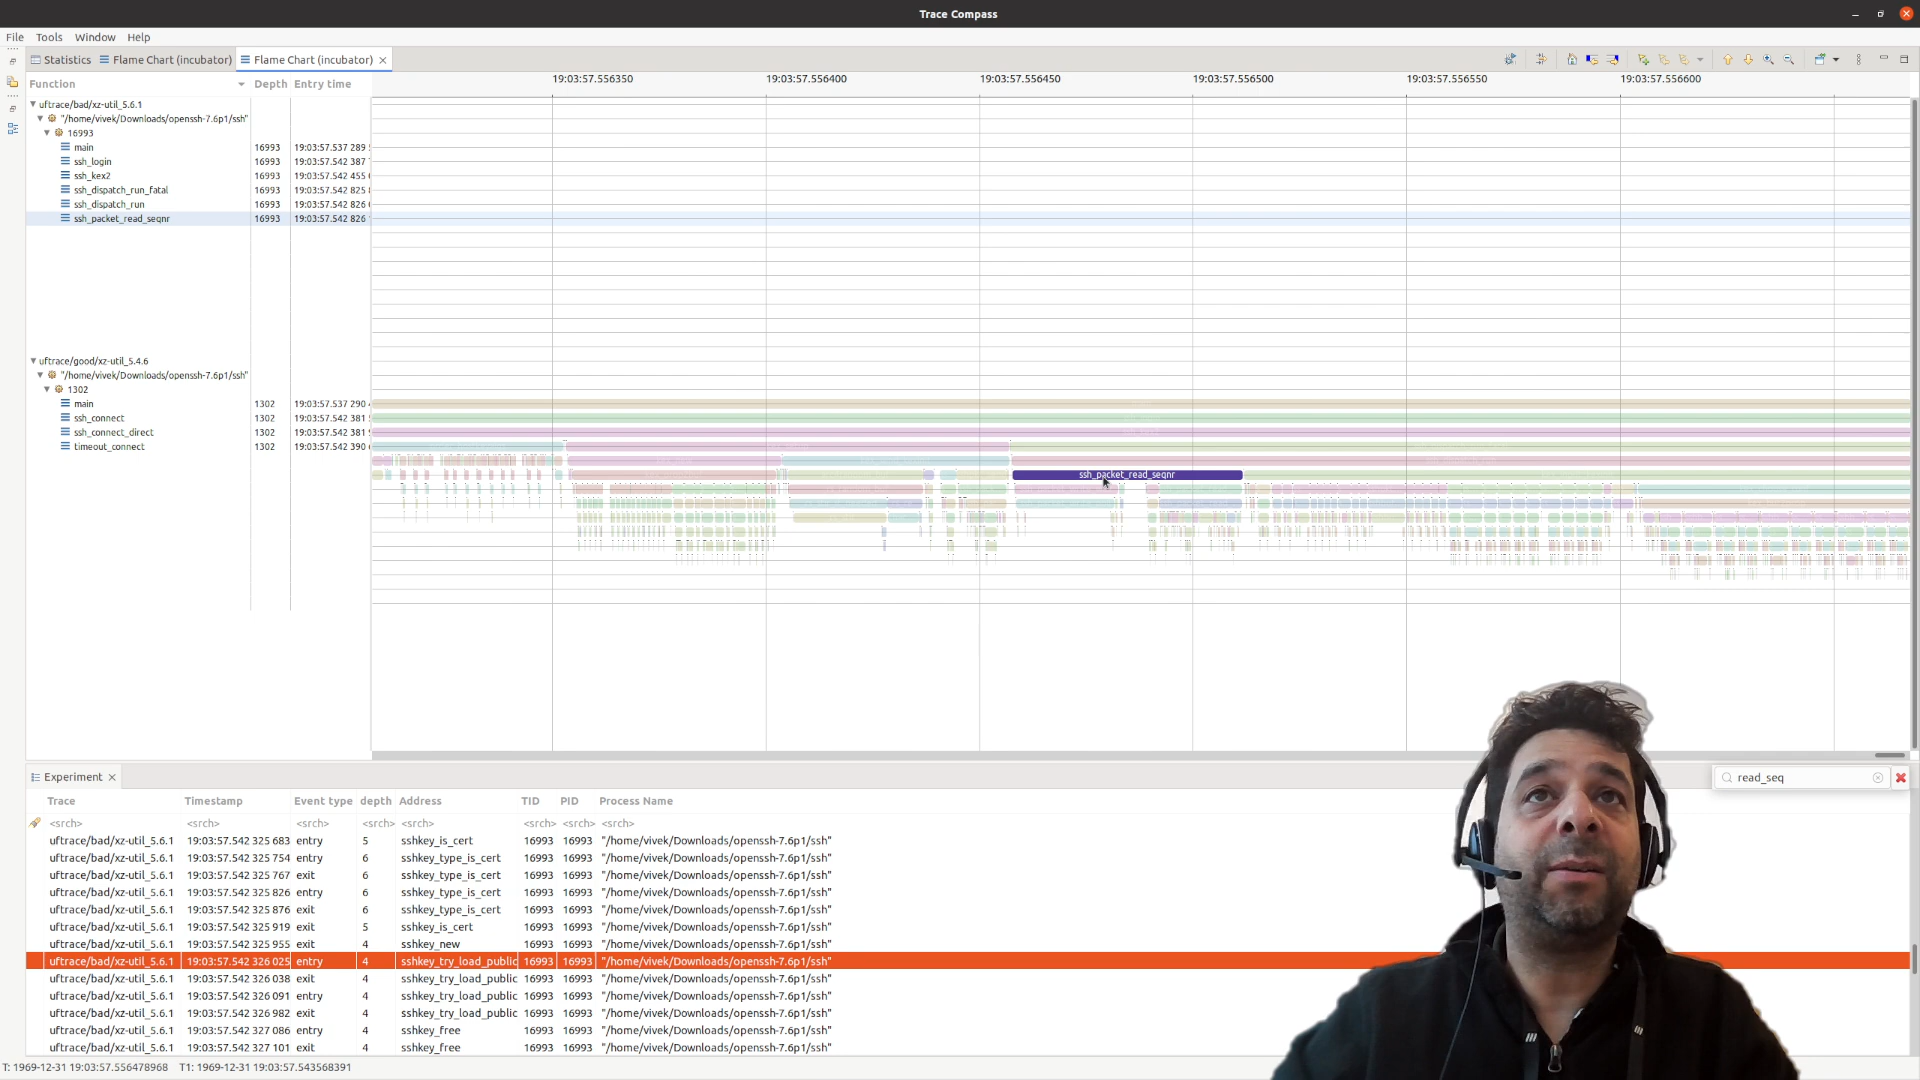 Trace Compass
File Tools Window Help
Statistics Flame Chart (incubator) Flame Chart (incubator)
Function Depth Entry time
19:03:57.556350 19:03:57.556400 19:03:57.556450 19:03:57.556500 19:03:57.556550 19:03:57.556600
uftrace/bad/xz-util_5.6.1
"/home/vivek/Downloads/openssh-7.6p1/ssh"
16993
main 16993 19:03:57.537 289
ssh_login 16993 19:03:57.542 387
ssh_kex2 16993 19:03:57.542 455
ssh_dispatch_run_fatal 16993 19:03:57.542 825
ssh_dispatch_run 16993 19:03:57.542 826
ssh_packet_read_seqnr 16993 19:03:57.542 826
uftrace/good/xz-util_5.4.6
"/home/vivek/Downloads/openssh-7.6p1/ssh"
1302
main 1302 19:03:57.537 290
ssh_connect 1302 19:03:57.542 381
ssh_connect_direct 1302 19:03:57.542 381
timeout_connect 1302 19:03:57.542 390
ssh_packet_read_seqnr
Experiment
read_seq
Trace Timestamp Event type depth Address TID PID Process Name
<srch> <srch> <srch> <srch> <srch> <srch> <srch> <srch>
uftrace/bad/xz-util_5.6.1 19:03:57.542 325 683 entry 5 sshkey_is_cert 16993 16993 "/home/vivek/Downloads/openssh-7.6p1/ssh"
uftrace/bad/xz-util_5.6.1 19:03:57.542 325 754 entry 6 sshkey_type_is_cert 16993 16993 "/home/vivek/Downloads/openssh-7.6p1/ssh"
uftrace/bad/xz-util_5.6.1 19:03:57.542 325 767 exit 6 sshkey_type_is_cert 16993 16993 "/home/vivek/Downloads/openssh-7.6p1/ssh"
uftrace/bad/xz-util_5.6.1 19:03:57.542 325 826 entry 6 sshkey_type_is_cert 16993 16993 "/home/vivek/Downloads/openssh-7.6p1/ssh"
uftrace/bad/xz-util_5.6.1 19:03:57.542 325 876 exit 6 sshkey_type_is_cert 16993 16993 "/home/vivek/Downloads/openssh-7.6p1/ssh"
uftrace/bad/xz-util_5.6.1 19:03:57.542 325 919 exit 5 sshkey_is_cert 16993 16993 "/home/vivek/Downloads/openssh-7.6p1/ssh"
uftrace/bad/xz-util_5.6.1 19:03:57.542 325 955 exit 4 sshkey_new 16993 16993 "/home/vivek/Downloads/openssh-7.6p1/ssh"
uftrace/bad/xz-util_5.6.1 19:03:57.542 326 025 entry 4 sshkey_try_load_public 16993 16993 "/home/vivek/Downloads/openssh-7.6p1/ssh"
uftrace/bad/xz-util_5.6.1 19:03:57.542 326 038 exit 4 sshkey_try_load_public 16993 16993 "/home/vivek/Downloads/openssh-7.6p1/ssh"
uftrace/bad/xz-util_5.6.1 19:03:57.542 326 091 entry 4 sshkey_try_load_public 16993 16993 "/home/vivek/Downloads/openssh-7.6p1/ssh"
uftrace/bad/xz-util_5.6.1 19:03:57.542 326 982 exit 4 sshkey_try_load_public 16993 16993 "/home/vivek/Downloads/openssh-7.6p1/ssh"
uftrace/bad/xz-util_5.6.1 19:03:57.542 327 086 entry 4 sshkey_free 16993 16993 "/home/vivek/Downloads/openssh-7.6p1/ssh"
uftrace/bad/xz-util_5.6.1 19:03:57.542 327 101 exit 4 sshkey_free 16993 16993 "/home/vivek/Downloads/openssh-7.6p1/ssh"
T: 1969-12-31 19:03:57.556478968 T1: 1969-12-31 19:03:57.543568391